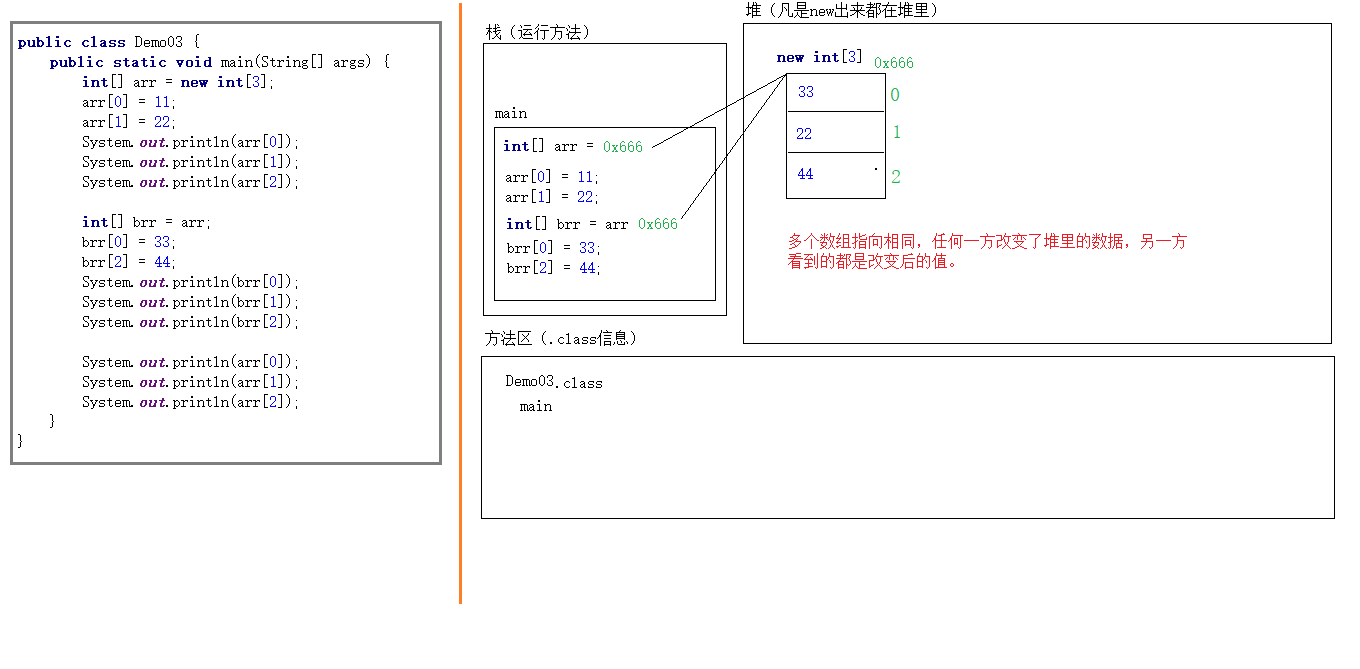 public class Demo03 {
public static void main(String[] args) {
int[] arr = new int[3];
arr[0] = 11;
arr[1] = 22;
System.out.println(arr[0]);
System.out.println(arr[1]);
System.out.println(arr[2]);
int[] brr = arr;
brr[0] = 33;
brr[2] = 44;
System.out.println(brr[0]);
System.out.println(brr[1]);
System.out.println(brr[2]);
System.out.println(arr[0]);
System.out.println(arr[1]);
System.out.println(arr[2]);
}
}
栈（运行方法）
main
int[] arr = 0x666
arr[0] = 11;
arr[1] = 22;
int[] brr = arr 0x666
brr[0] = 33;
brr[2] = 44;
堆（凡是new出来都在堆里）
new int[3] 0x666
33 0
22 1
44 2
多个数组指向相同，任何一方改变了堆里的数据，另一方
看到的都是改变后的值。
方法区（.class信息）
Demo03.class
main